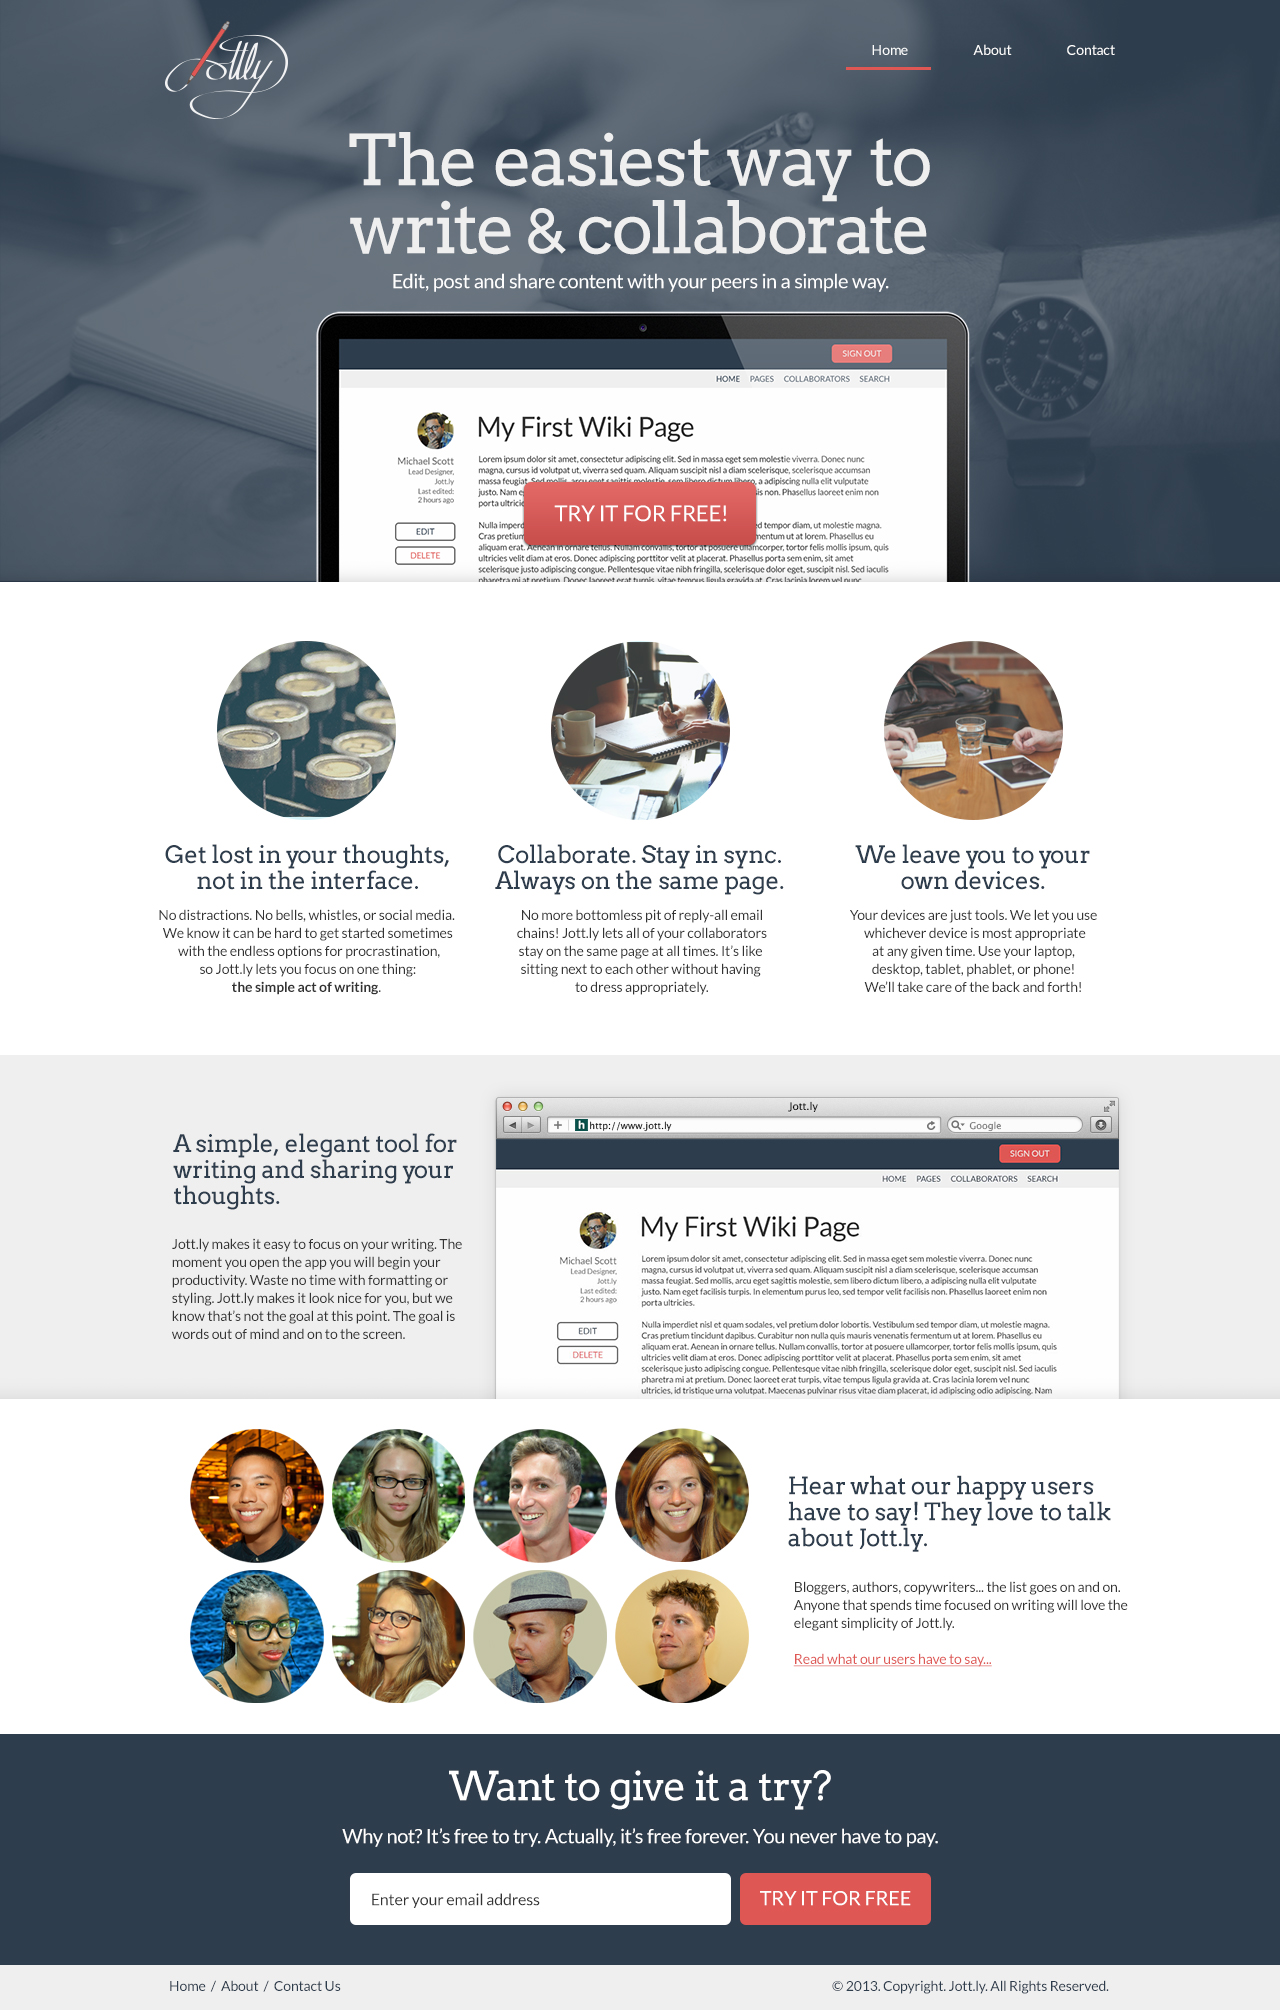 Jottly
Home
About
Contact
The easiest way to
write & collaborate
Edit, post and share content with your peers in a simple way.
SIGN OUT
HOME PAGES COLLABORATORS SEARCH
My First Wiki Page
Michael Scott
Lead Designer,
Jott.ly
Last edited:
2 hours ago
EDIT
DELETE
Lorem ipsum dolor sit amet, consectetur adipiscing elit. Sed in massa eget sem molestie viverra. Donec nunc
magna, cursus id volutpat ut, viverra sed quam. Aliquam suscipit nisl a diam scelerisque, scelerisque accumsan
massa feugiat. Sed mollis, arcu eget sagittis molestie, sem libero dictum libero, a adipiscing nulla elit vulputate
justo. Nam e is non. Phasellus laoreet enim non
porta ultricie
TRY IT FOR FREE!
Nulla imperd ed tempor diam, ut molestie magna.
Cras pretium mentum ut at lorem. Phasellus eu
aliquam erat. Aenean in ornare tellus. Nullam convallis, tortor at posuere ullamcorper, tortor felis mollis ipsum, quis
ultricies velit diam at eros. Donec adipiscing porttitor velit at placerat. Phasellus porta sem enim, sit amet
scelerisque justo adipiscing congue. Pellentesque vitae nibh fringilla, scelerisque dolor eget, suscipit nisl. Sed iaculis
pharetra mi at pretium. Donec laoreet erat turpis, vitae tempus ligula gravida at. Cras lacinia lorem vel nunc
Get lost in your thoughts,
not in the interface.
No distractions. No bells, whistles, or social media.
We know it can be hard to get started sometimes
with the endless options for procrastination,
so Jott.ly lets you focus on one thing:
the simple act of writing.
Collaborate. Stay in sync.
Always on the same page.
No more bottomless pit of reply-all email
chains! Jott.ly lets all of your collaborators
stay on the same page at all times. It's like
sitting next to each other without having
to dress appropriately.
We leave you to your
own devices.
Your devices are just tools. We let you use
whichever device is most appropriate
at any given time. Use your laptop,
desktop, tablet, phablet, or phone!
We'll take care of the back and forth!
A simple, elegant tool for
writing and sharing your
thoughts.
Jott.ly makes it easy to focus on your writing. The
moment you open the app you will begin your
productivity. Waste no time with formatting or
styling. Jott.ly makes it look nice for you, but we
know that's not the goal at this point. The goal is
words out of mind and on to the screen.
Jott.ly
h http://www.jott.ly
Google
SIGN OUT
HOME PAGES COLLABORATORS SEARCH
My First Wiki Page
Michael Scott
Lead Designer,
Jott.ly
Last edited:
2 hours ago
EDIT
DELETE
Lorem ipsum dolor sit amet, consectetur adipiscing elit. Sed in massa eget sem molestie viverra. Donec nunc
magna, cursus id volutpat ut, viverra sed quam. Aliquam suscipit nisl a diam scelerisque, scelerisque accumsan
massa feugiat. Sed mollis, arcu eget sagittis molestie, sem libero dictum libero, a adipiscing nulla elit vulputate
justo. Nam eget facilisis turpis. In elementum purus leo, sed tempor velit facilisis non. Phasellus laoreet enim non
porta ultricies.
Nulla imperdiet nisl et quam sodales, vel pretium dolor lobortis. Vestibulum sed tempor diam, ut molestie magna.
Cras pretium tincidunt dapibus. Curabitur non nulla quis mauris venenatis fermentum ut at lorem. Phasellus eu
aliquam erat. Aenean in ornare tellus. Nullam convallis, tortor at posuere ullamcorper, tortor felis mollis ipsum, quis
ultricies velit diam at eros. Donec adipiscing porttitor velit at placerat. Phasellus porta sem enim, sit amet
scelerisque justo adipiscing congue. Pellentesque vitae nibh fringilla, scelerisque dolor eget, suscipit nisl. Sed iaculis
pharetra mi at pretium. Donec laoreet erat turpis, vitae tempus ligula gravida at. Cras lacinia lorem vel nunc
ultricies, id tristique urna volutpat. Maecenas pulvinar risus vitae diam placerat, id adipiscing odio adipiscing. Nam
Hear what our happy users
have to say! They love to talk
about Jott.ly.
Bloggers, authors, copywriters... the list goes on and on.
Anyone that spends time focused on writing will love the
elegant simplicity of Jott.ly.
Read what our users have to say...
Want to give it a try?
Why not? It's free to try. Actually, it's free forever. You never have to pay.
Enter your email address
TRY IT FOR FREE
Home / About / Contact Us
© 2013. Copyright. Jott.ly. All Rights Reserved.